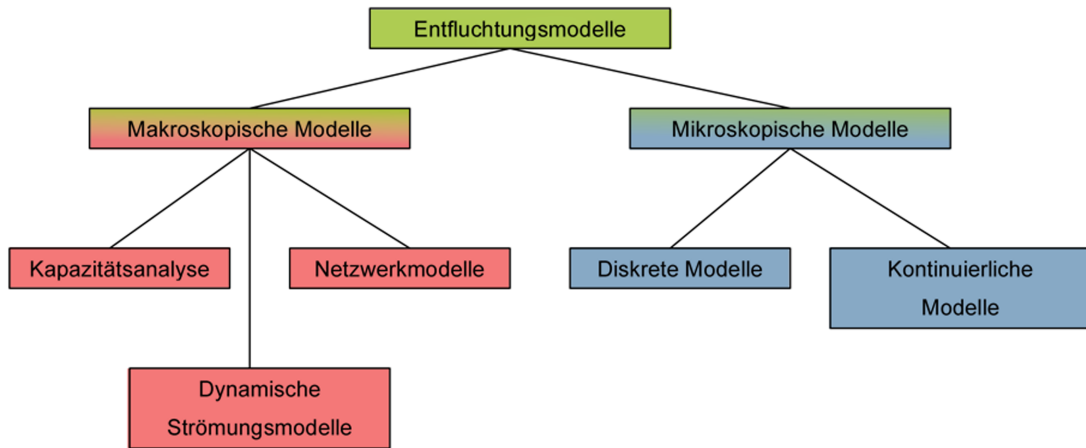 Entfluchtungsmodelle
Makroskopische Modelle
Mikroskopische Modelle
Kapazitätsanalyse
Netzwerkmodelle
Diskrete Modelle
Kontinuierliche
Modelle
Dynamische
Strömungsmodelle